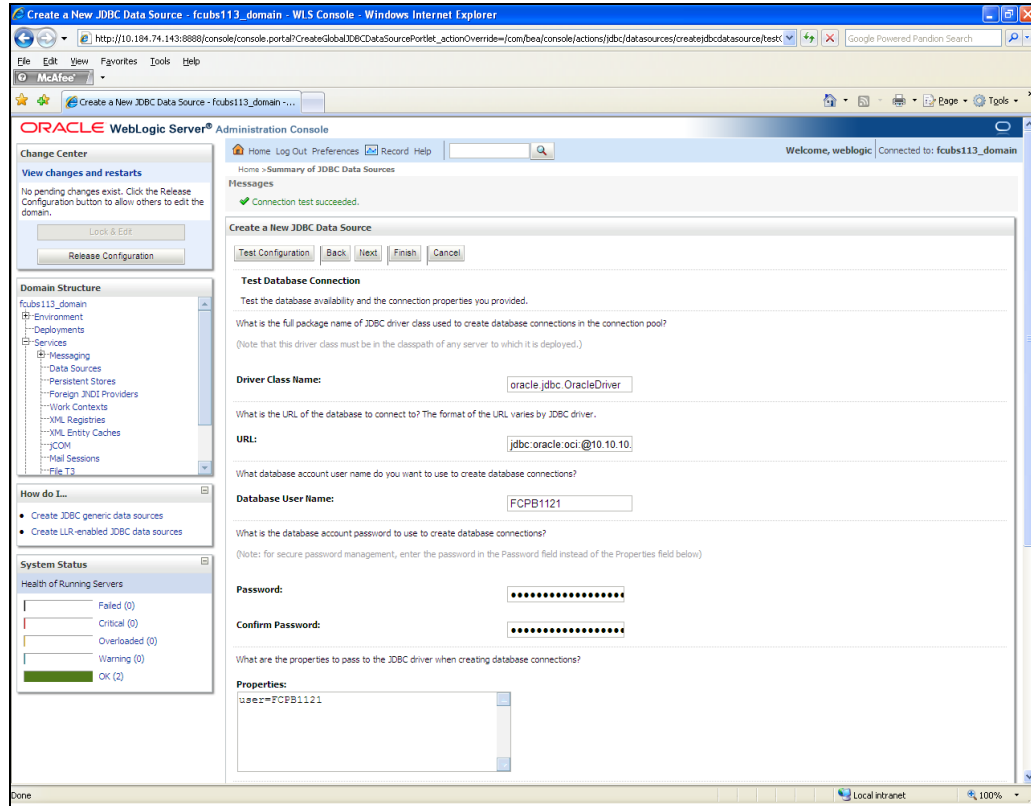 Create a New JDBC Data Source - fcubs113_domain - WLS Console - Windows Internet Explorer
http://10.184.74.143:8888/console/console.portal?CreateGlobalJDBCDataSourcePortlet_actionOverride=/com/bea/console/actions/jdbc/datasources/createjdbcdatasource/test(
Google Powered Pandion Search
File Edit View Favorites Tools Help
McAfee
Create a New JDBC Data Source - fcubs113_domain -...
Page Tools
ORACLE WebLogic Server® Administration Console
Change Center
View changes and restarts
No pending changes exist. Click the Release
Configuration button to allow others to edit the
domain.
Lock & Edit
Release Configuration
Domain Structure
fcubs113_domain
Environment
Deployments
Services
Messaging
Data Sources
Persistent Stores
Foreign JNDI Providers
Work Contexts
XML Registries
XML Entity Caches
jCOM
Mail Sessions
File T3
How do I...
Create JDBC generic data sources
Create LLR-enabled JDBC data sources
System Status
Health of Running Servers
Failed (0)
Critical (0)
Overloaded (0)
Warning (0)
OK (2)
Home Log Out Preferences Record Help
Welcome, weblogic Connected to: fcubs113_domain
Home >Summary of JDBC Data Sources
Messages
Connection test succeeded.
Create a New JDBC Data Source
Test Configuration Back Next Finish Cancel
Test Database Connection
Test the database availability and the connection properties you provided.
What is the full package name of JDBC driver class used to create database connections in the connection pool?
(Note that this driver class must be in the classpath of any server to which it is deployed.)
Driver Class Name: oracle.jdbc.OracleDriver
What is the URL of the database to connect to? The format of the URL varies by JDBC driver.
URL: jdbc:oracle:oci:@10.10.10.
What database account user name do you want to use to create database connections?
Database User Name: FCPB1121
What is the database account password to use to create database connections?
(Note: for secure password management, enter the password in the Password field instead of the Properties field below)
Password: ••••••••••••••••••
Confirm Password: ••••••••••••••••••
What are the properties to pass to the JDBC driver when creating database connections?
Properties:
user=FCPB1121
Done
Local intranet
100%